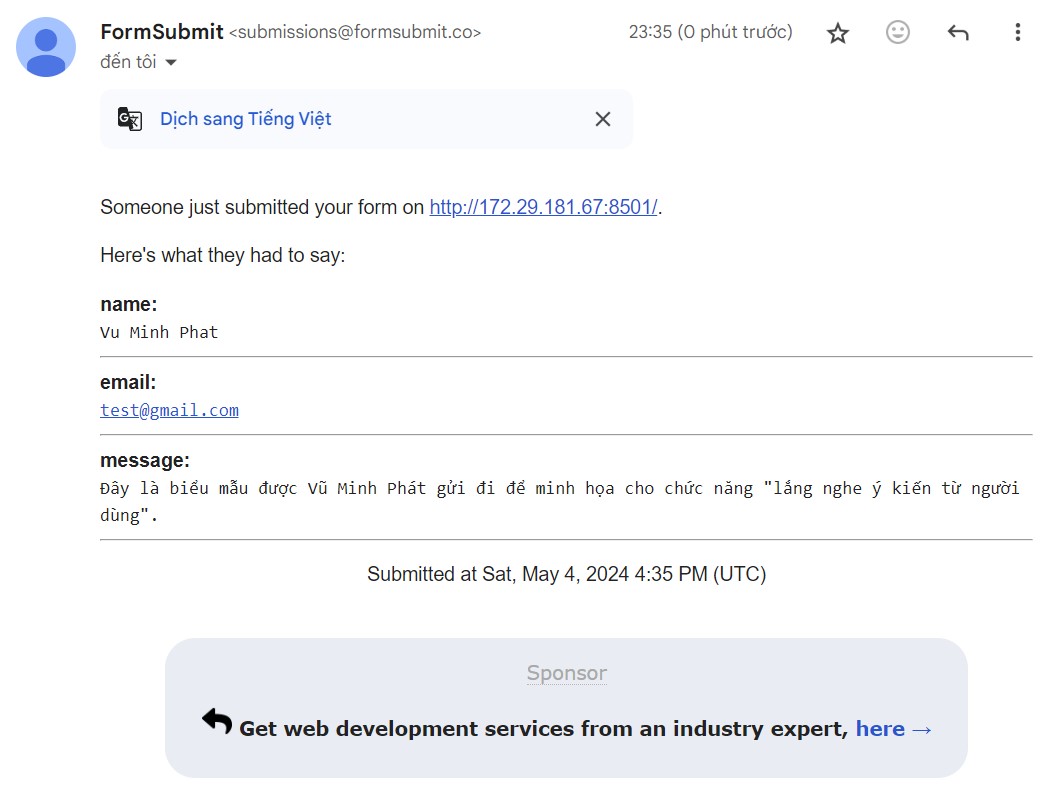 FormSubmit <submissions@formsubmit.co> 23:35 (0 phút trước)
đến tôi
Dịch sang Tiếng Việt
Someone just submitted your form on http://172.29.181.67:8501/.
Here's what they had to say:
name:
Vu Minh Phat
email:
test@gmail.com
message:
Đây là biểu mẫu được Vũ Minh Phát gửi đi để minh họa cho chức năng "lắng nghe ý kiến từ người
dùng".
Submitted at Sat, May 4, 2024 4:35 PM (UTC)
Sponsor
Get web development services from an industry expert, here →